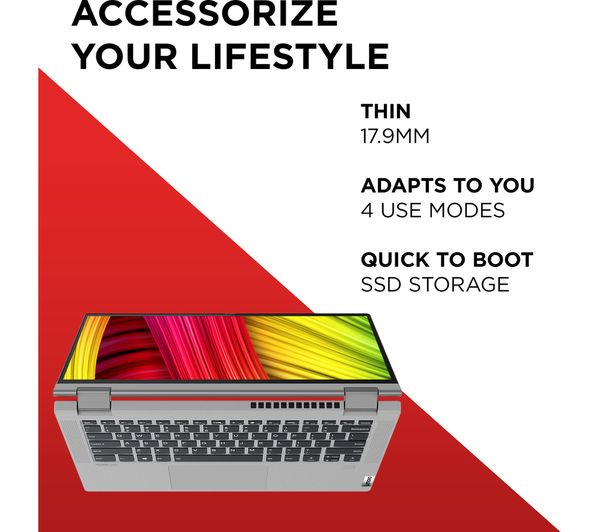 ACCESSORIZE
YOUR LIFESTYLE
THIN
17.9MM
ADAPTS TO YOU
4 USE MODES
QUICK TO BOOT
SSD STORAGE